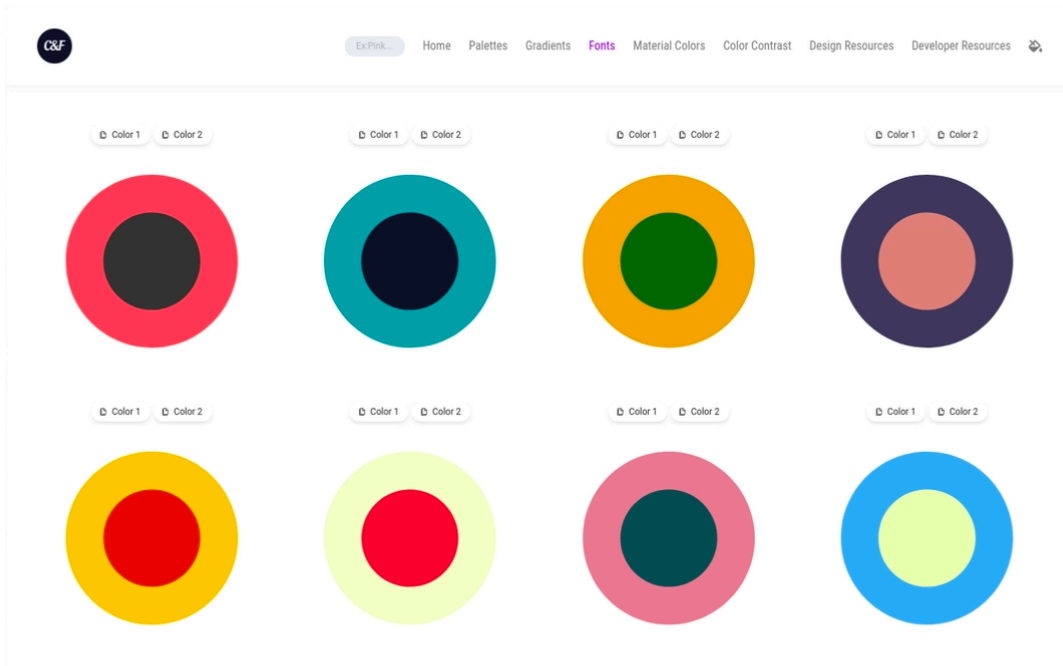 C&F
Ex:Pink... Home Palettes Gradients Fonts Material Colors Color Contrast Design Resources Developer Resources
Color 1 Color 2 Color 1 Color 2 Color 1 Color 2 Color 1 Color 2
Color 1 Color 2 Color 1 Color 2 Color 1 Color 2 Color 1 Color 2